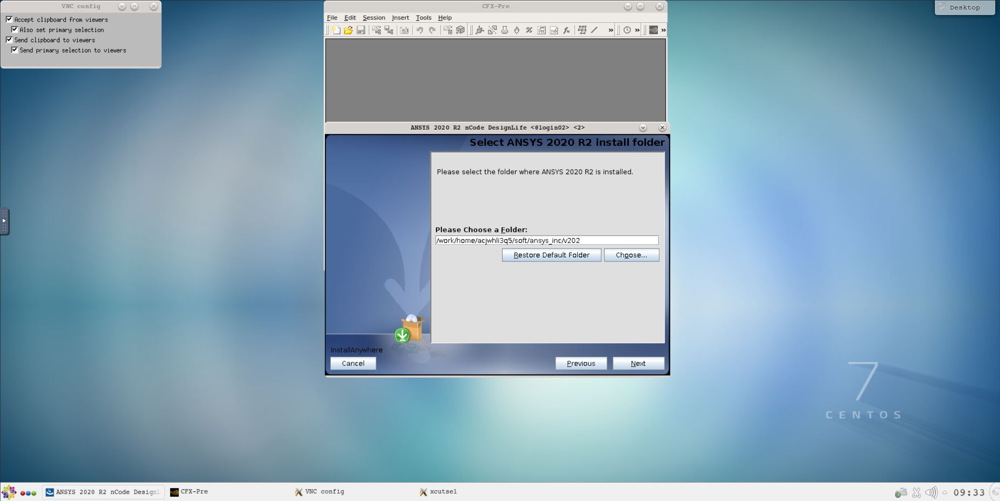 VNC config
Accept clipboard from viewers
Also set primary selection
Send clipboard to viewers
Send primary selection to viewers
CFX-Pre
File Edit Session Insert Tools Help
Desktop
ANSYS 2020 R2 nCode DesignLife <@login02> <2>
Select ANSYS 2020 R2 install folder
Please select the folder where ANSYS 2020 R2 is installed.
Please Choose a Folder:
/work/home/acjwhli3q5/soft/ansys_inc/v202
Restore Default Folder Choose...
InstallAnywhere
Cancel Previous Next
7
CENTOS
ANSYS 2020 R2 nCode DesignL CFX-Pre VNC config xcutsel 09:33